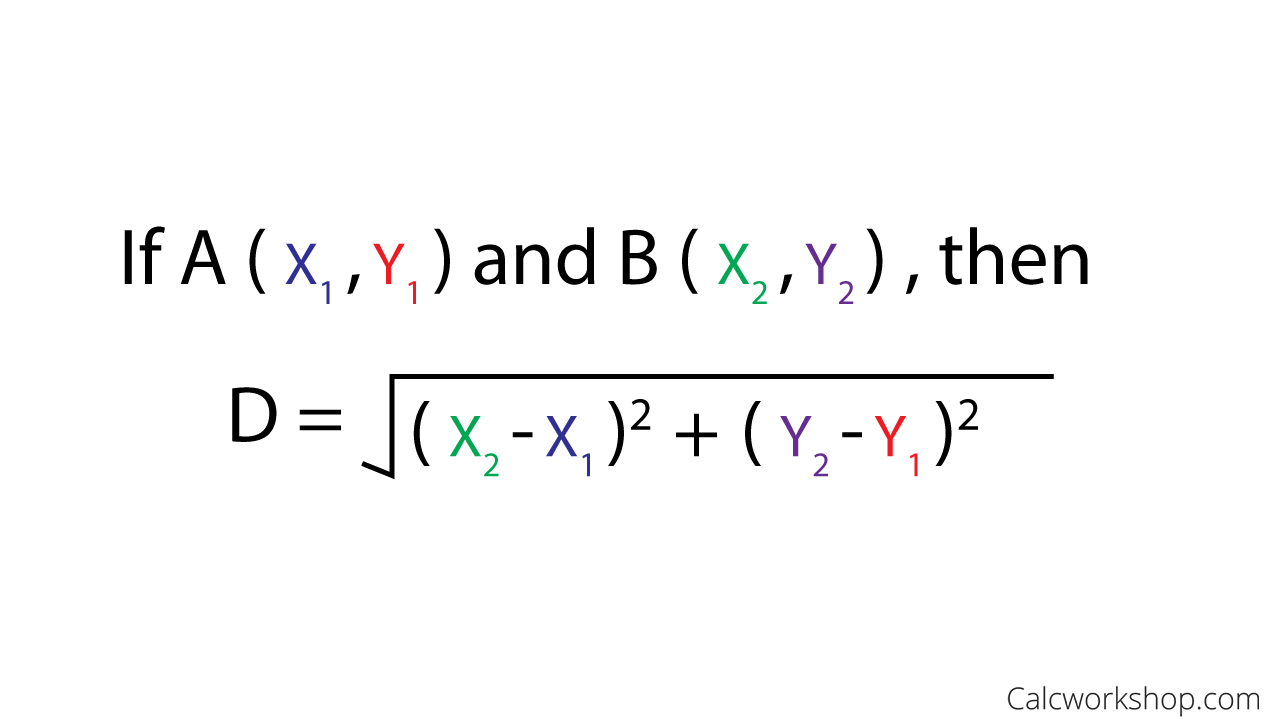 If A ( X₁ , Y₁ ) and B ( X₂ , Y₂ ) , then
D = √( X₂ - X₁ )² + ( Y₂ - Y₁ )²
Calcworkshop.com